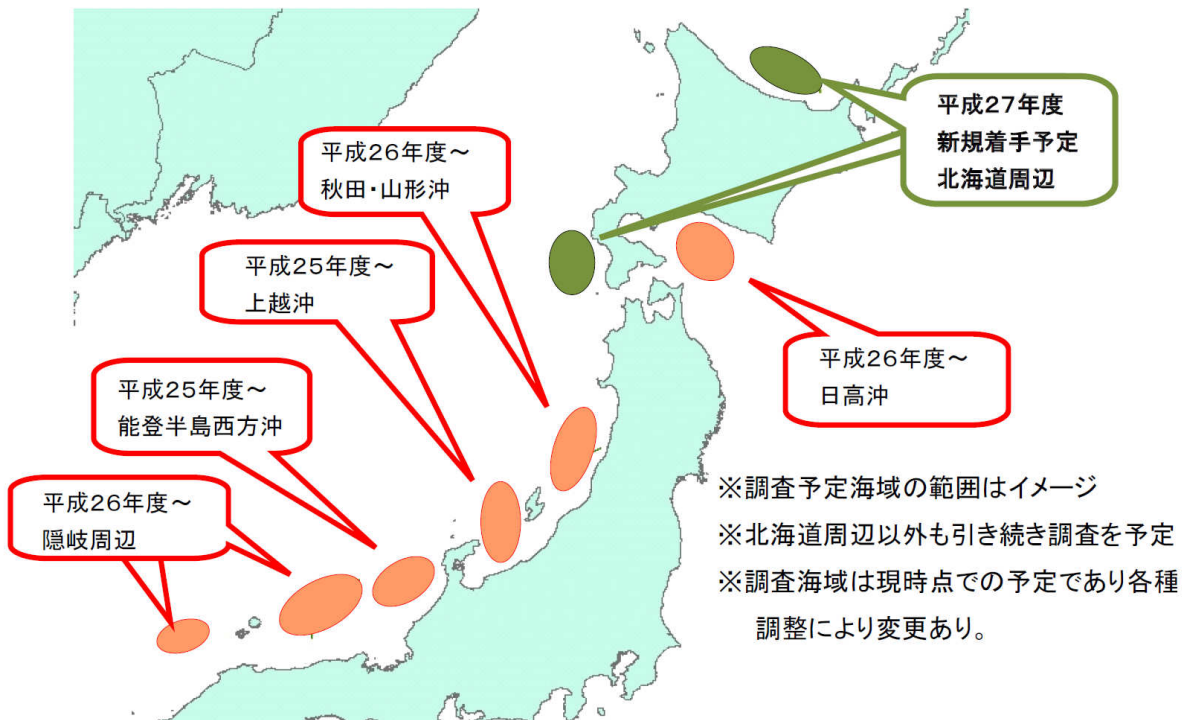 平成27年度
新規着手予定
北海道周辺
平成26年度～
秋田・山形沖
平成25年度～
上越沖
平成26年度～
日高沖
平成25年度～
能登半島西方沖
平成26年度～
隠岐周辺
※調査予定海域の範囲はイメージ
※北海道周辺以外も引き続き調査を予定
※調査海域は現時点での予定であり各種
調整により変更あり。